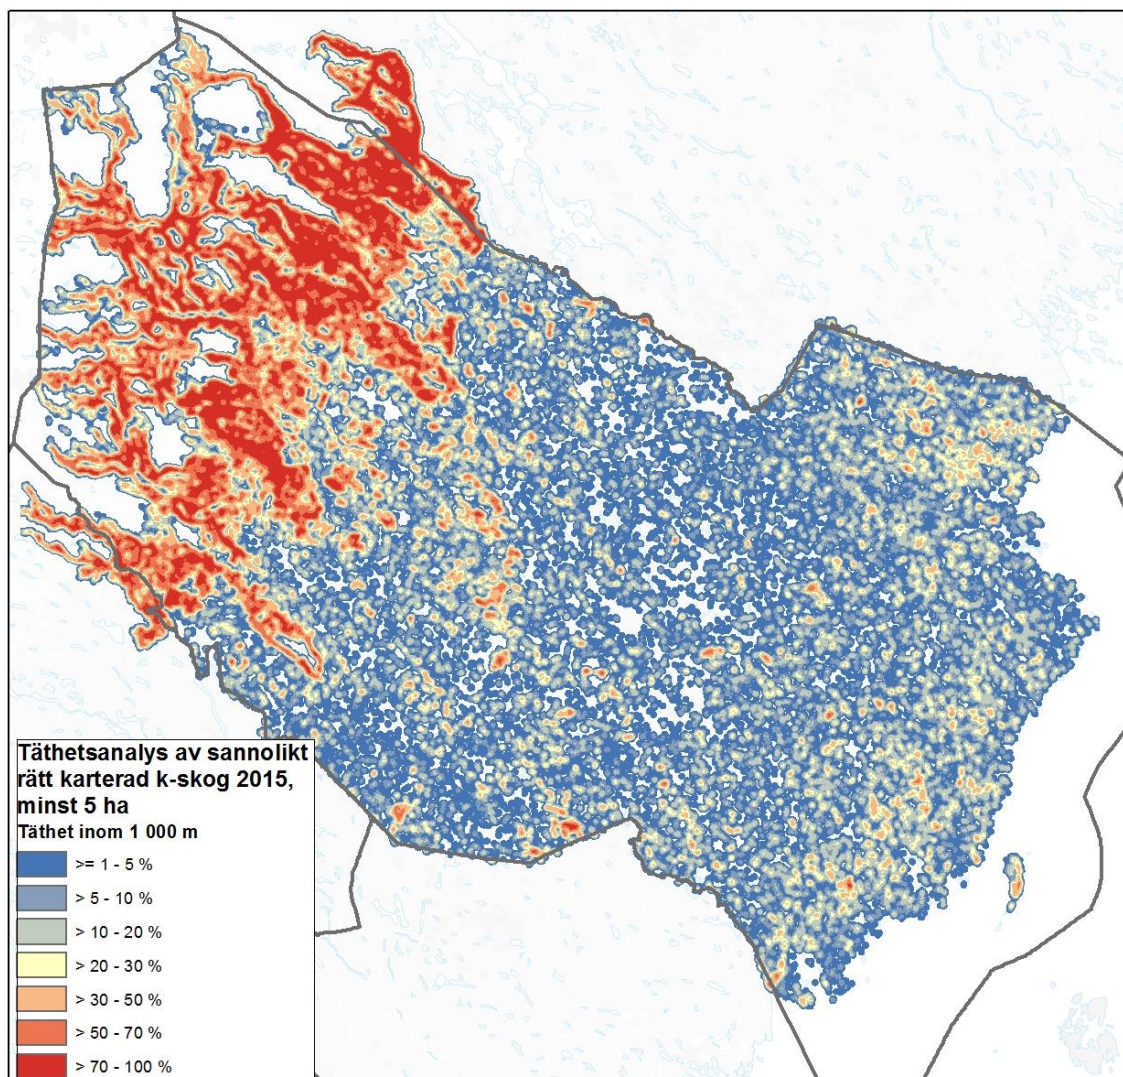 Täthetsanalys av sannolikt
rätt karterad k-skog 2015,
minst 5 ha
Täthet inom 1 000 m
>= 1 - 5 %
> 5 - 10 %
> 10 - 20 %
> 20 - 30 %
> 30 - 50 %
> 50 - 70 %
> 70 - 100 %